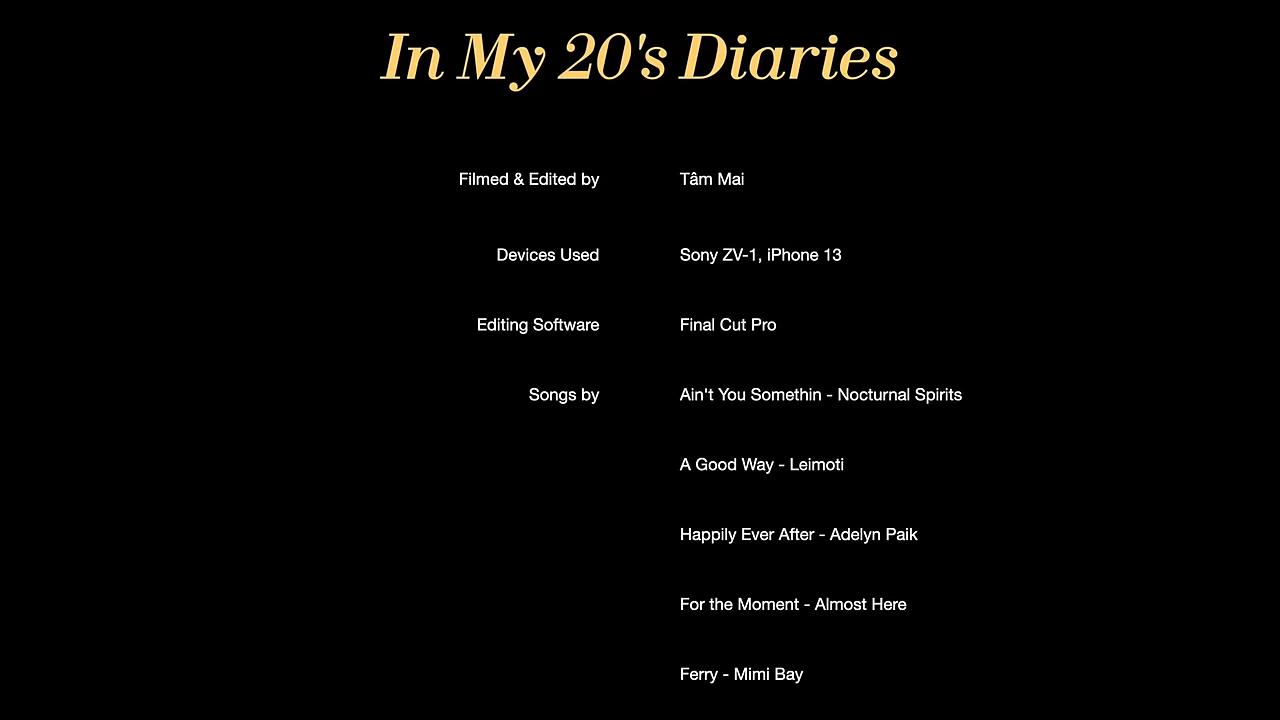 In My 20's Diaries
Filmed & Edited by Tâm Mai
Devices Used Sony ZV-1, iPhone 13
Editing Software Final Cut Pro
Songs by Ain't You Somethin - Nocturnal Spirits
A Good Way - Leimoti
Happily Ever After - Adelyn Paik
For the Moment - Almost Here
Ferry - Mimi Bay